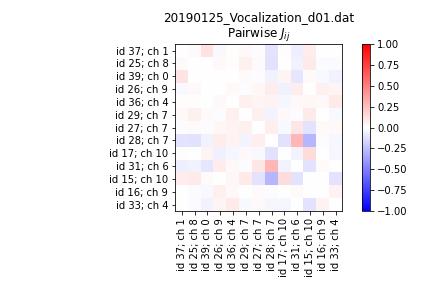 20190125_Vocalization_d01.dat
Pairwise J_ij
id 37; ch 1
id 25; ch 8
id 39; ch 0
id 26; ch 9
id 36; ch 4
id 29; ch 7
id 27; ch 7
id 28; ch 7
id 17; ch 10
id 31; ch 6
id 15; ch 10
id 16; ch 9
id 33; ch 4
id 37; ch 1
id 25; ch 8
id 39; ch 0
id 26; ch 9
id 36; ch 4
id 29; ch 7
id 27; ch 7
id 28; ch 7
id 17; ch 10
id 31; ch 6
id 15; ch 10
id 16; ch 9
id 33; ch 4
1.00
0.75
0.50
0.25
0.00
−0.25
−0.50
−0.75
−1.00